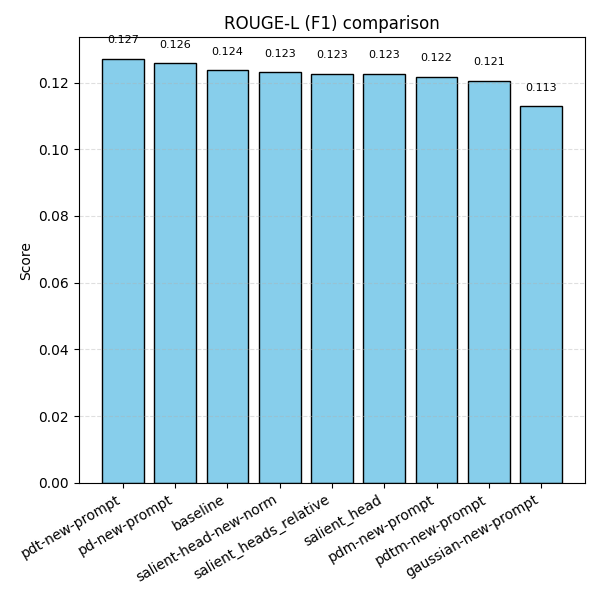 ROUGE-L (F1) comparison
0.127
0.126
0.124
0.123
0.123
0.123
0.122
0.121
0.113
Score
0.12
0.10
0.08
0.06
0.04
0.02
0.00
pdt-new-prompt
pd-new-prompt
baseline
salient-head-new-norm
salient_heads_relative
salient_head
pdm-new-prompt
pdtm-new-prompt
gaussian-new-prompt